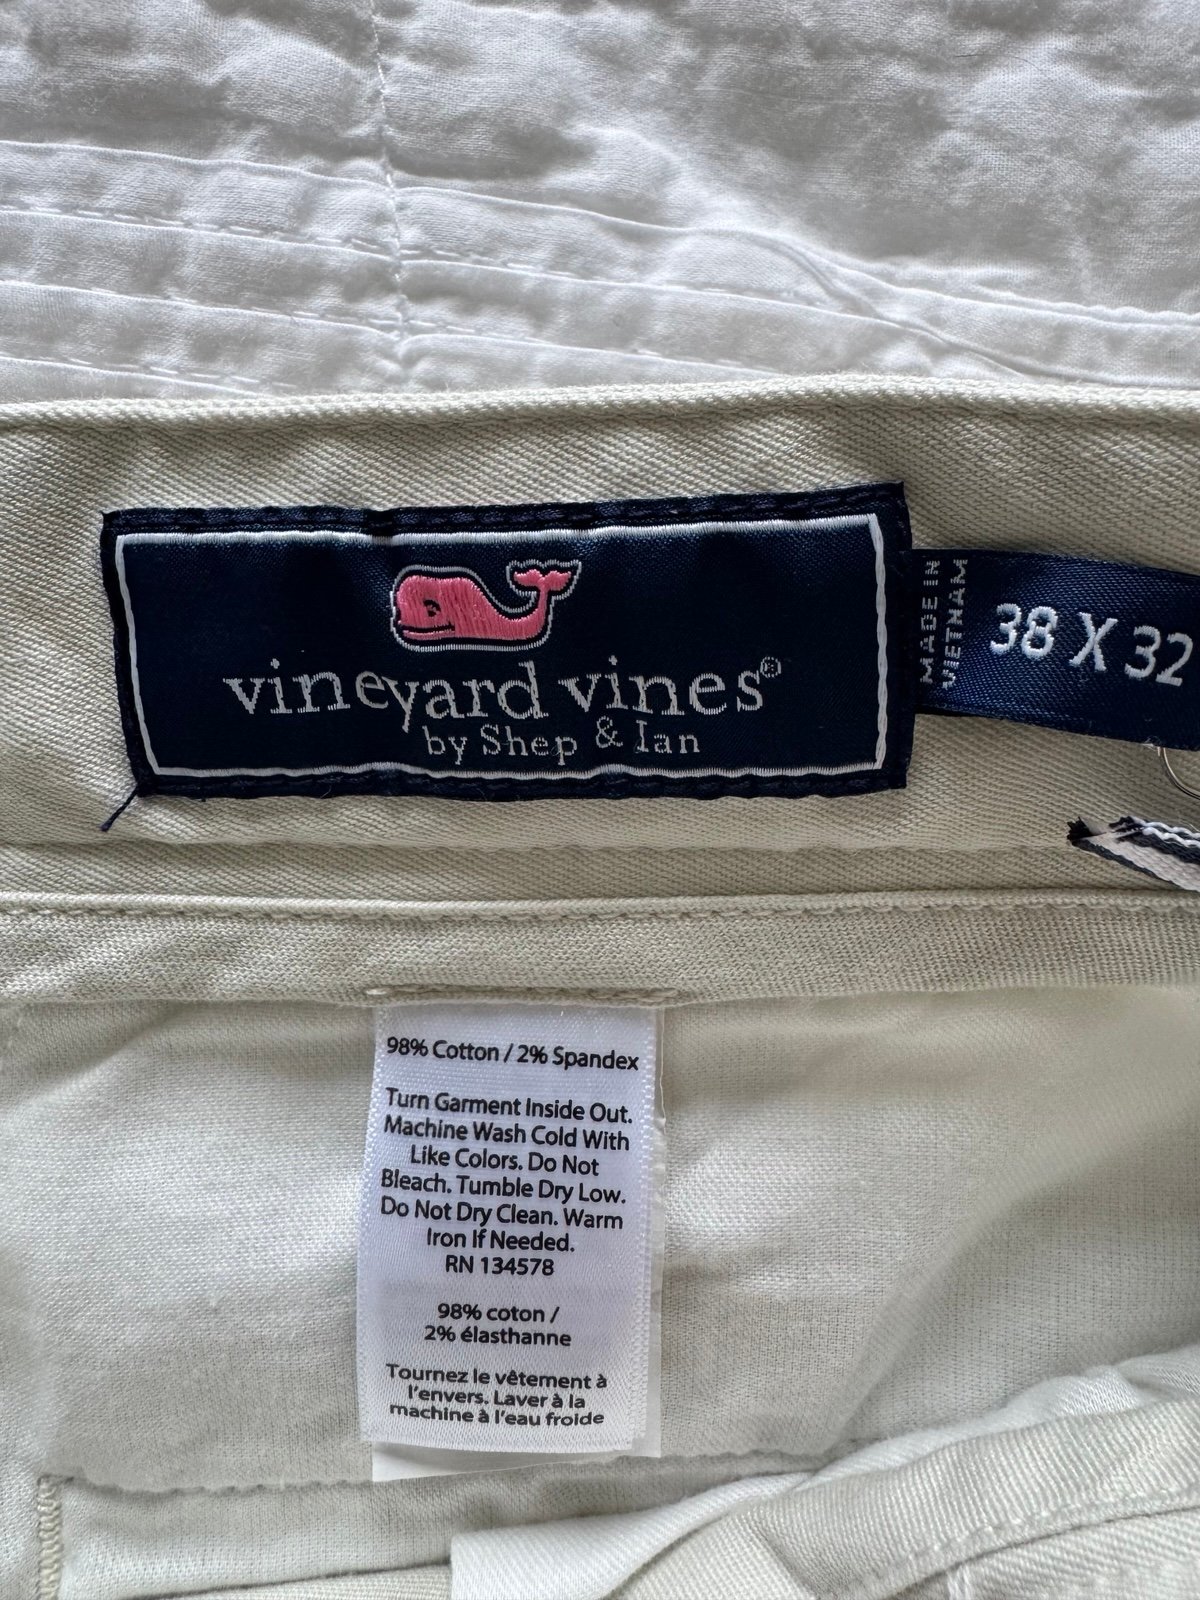 vineyard vines®
by Shep & Ian
MADE IN
VIETNAM
38 X 32
98% Cotton / 2% Spandex
Turn Garment Inside Out.
Machine Wash Cold With
Like Colors. Do Not
Bleach. Tumble Dry Low.
Do Not Dry Clean. Warm
Iron If Needed.
RN 134578
98% coton /
2% élasthanne
Tournez le vêtement à
l'envers. Laver à la
machine à l'eau froide